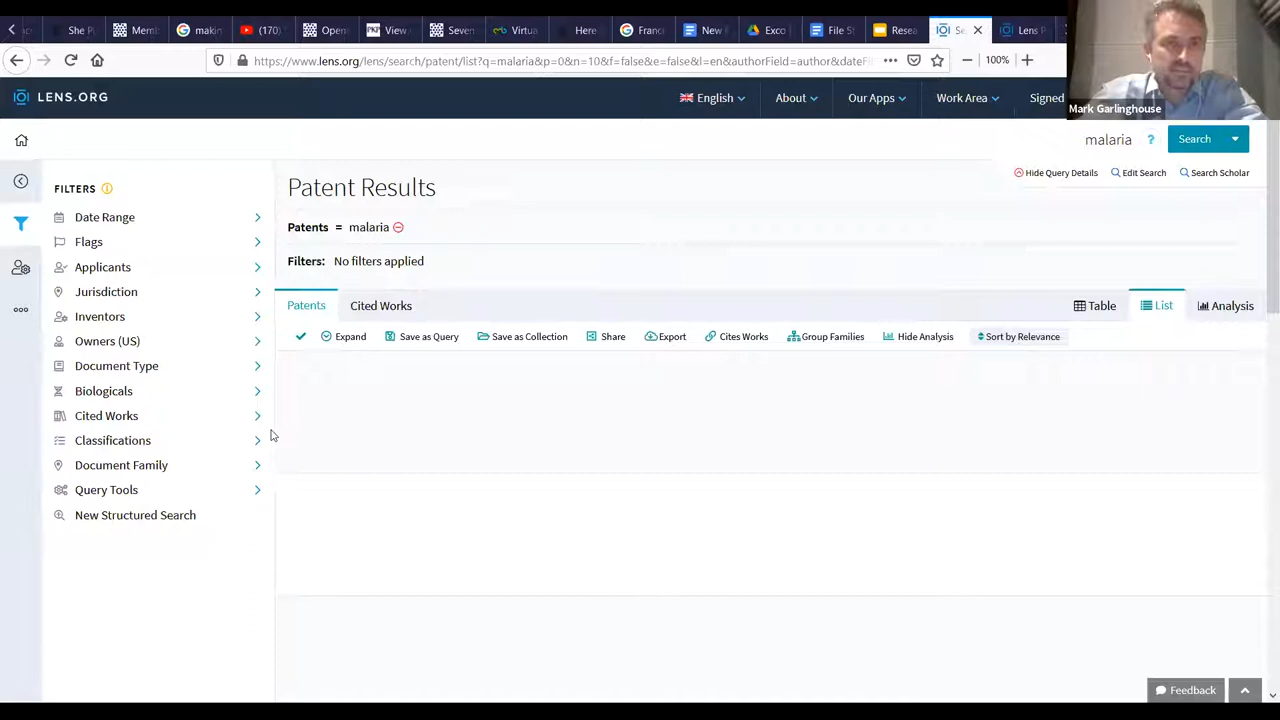 She P
Memb
makin
(170)
Open
View
Seven
Virtua
Here
Franc
New
Exco
File S
Resea
Se
Lens P
https://www.lens.org/lens/search/patent/list?q=malaria&p=0&n=10&f=false&e=false&l=en&authorField=author&dateFi
100%
LENS.ORG
English
About
Our Apps
Work Area
Signed
Mark Garlinghouse
malaria ? Search
Hide Query Details
Edit Search
Search Scholar
FILTERS
Date Range
Flags
Applicants
Jurisdiction
Inventors
Owners (US)
Document Type
Biologicals
Cited Works
Classifications
Document Family
Query Tools
New Structured Search
Patent Results
Patents = malaria
Filters: No filters applied
Patents
Cited Works
Table
List
Analysis
Expand
Save as Query
Save as Collection
Share
Export
Cites Works
Group Families
Hide Analysis
Sort by Relevance
Feedback